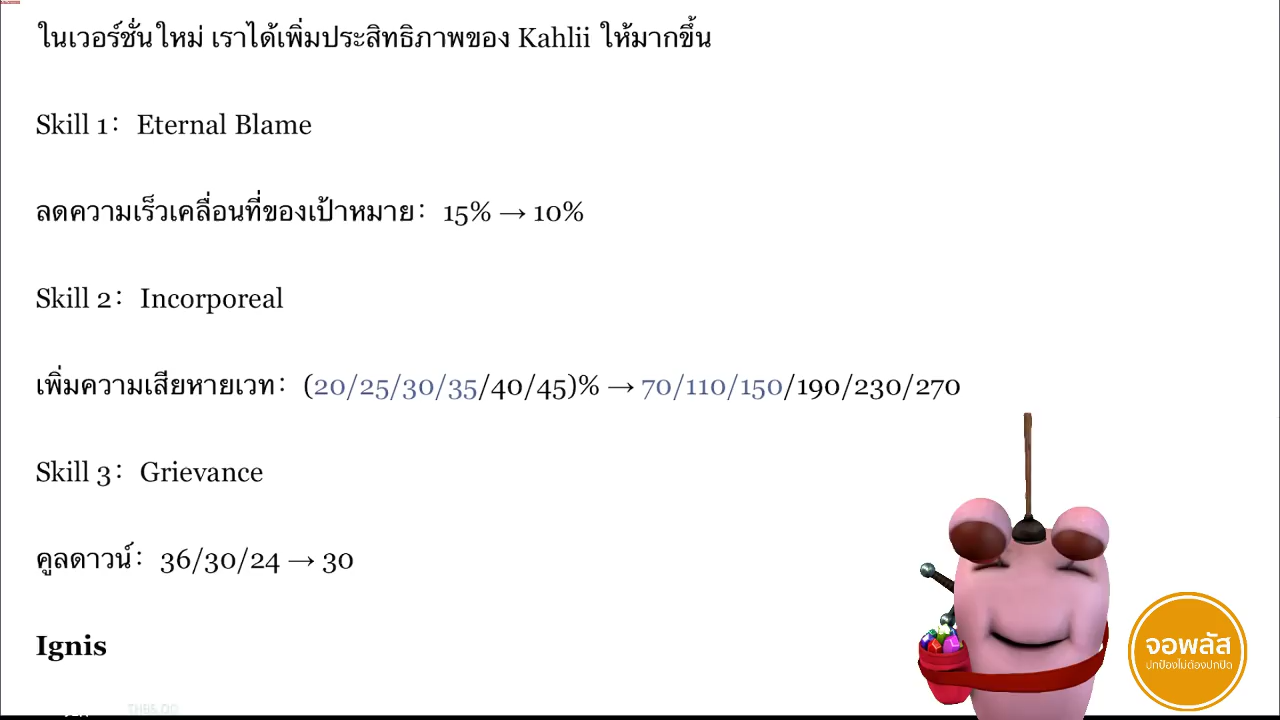 ในเวอร์ชั่นใหม่ เราได้เพิ่มประสิทธิภาพของ Kahlii ให้มากขึ้น
Skill 1： Eternal Blame
ลดความเร็วเคลื่อนที่ของเป้าหมาย： 15% → 10%
Skill 2： Incorporeal
เพิ่มความเสียหายเวท： (20/25/30/35/40/45)% → 70/110/150/190/230/270
Skill 3： Grievance
คูลดาวน์： 36/30/24 → 30
Ignis
จอพลัส
ปกป้องไม่ต้องปกปิด